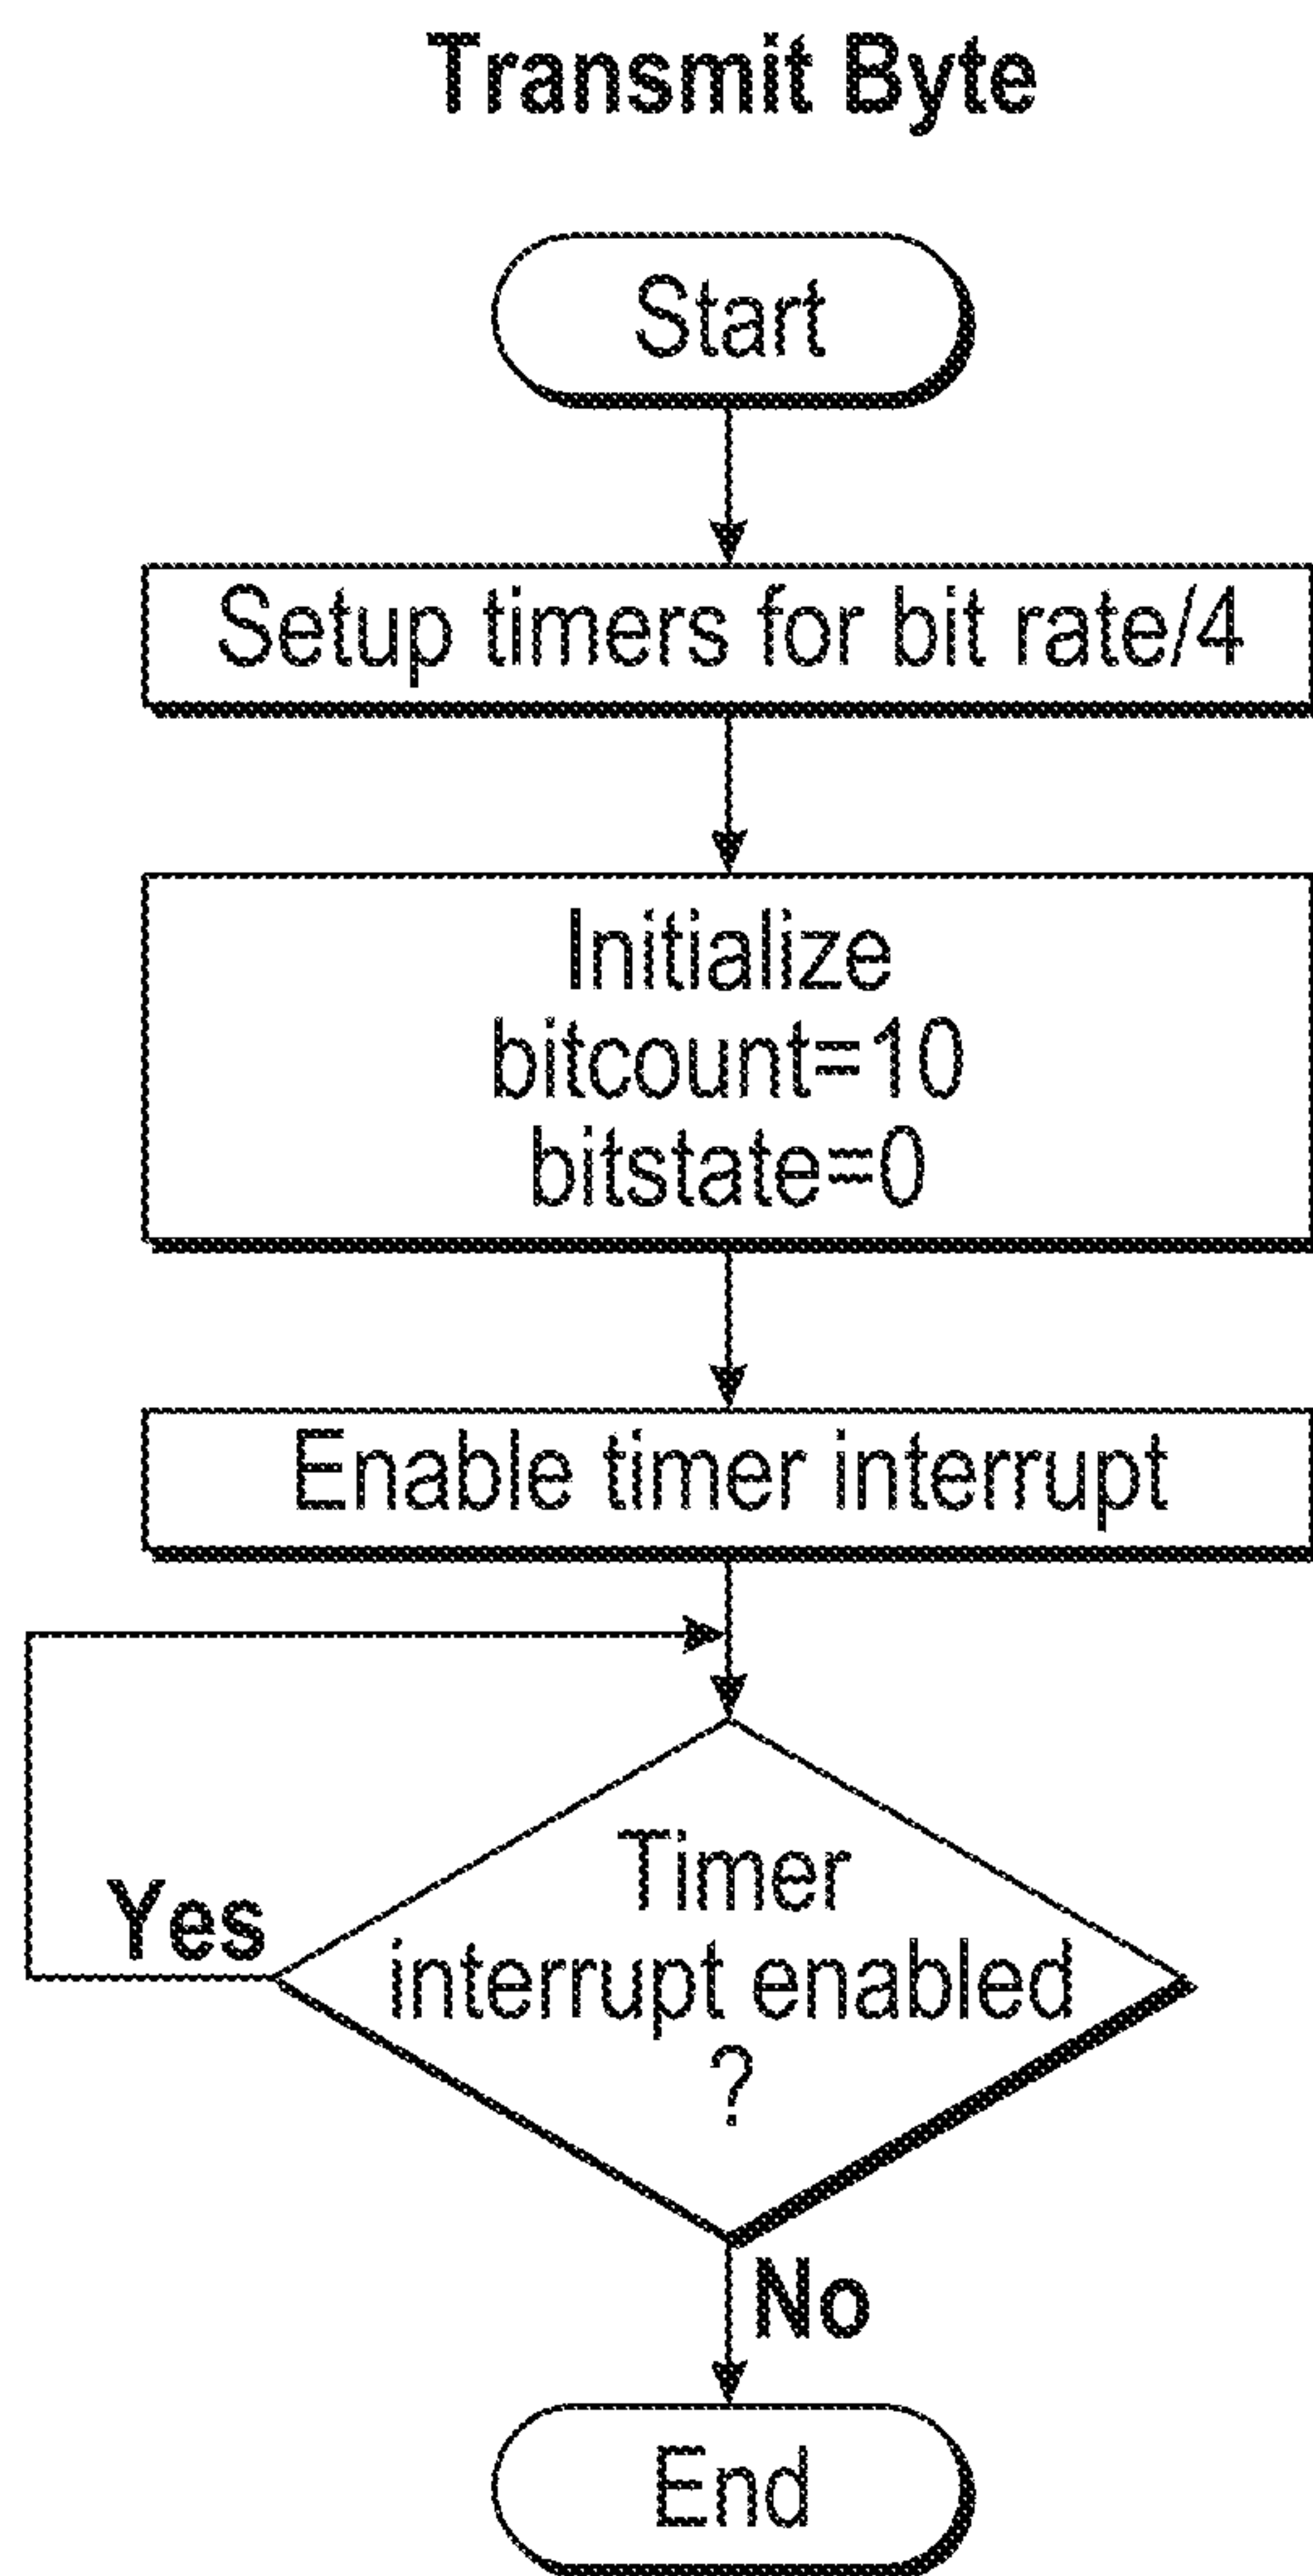 Transmit Byte
Start
Setup timers for bit rate/4
Initialize
bitcount=10
bitstate=0
Enable timer interrupt
Timer
interrupt enabled
?
Yes
No
End